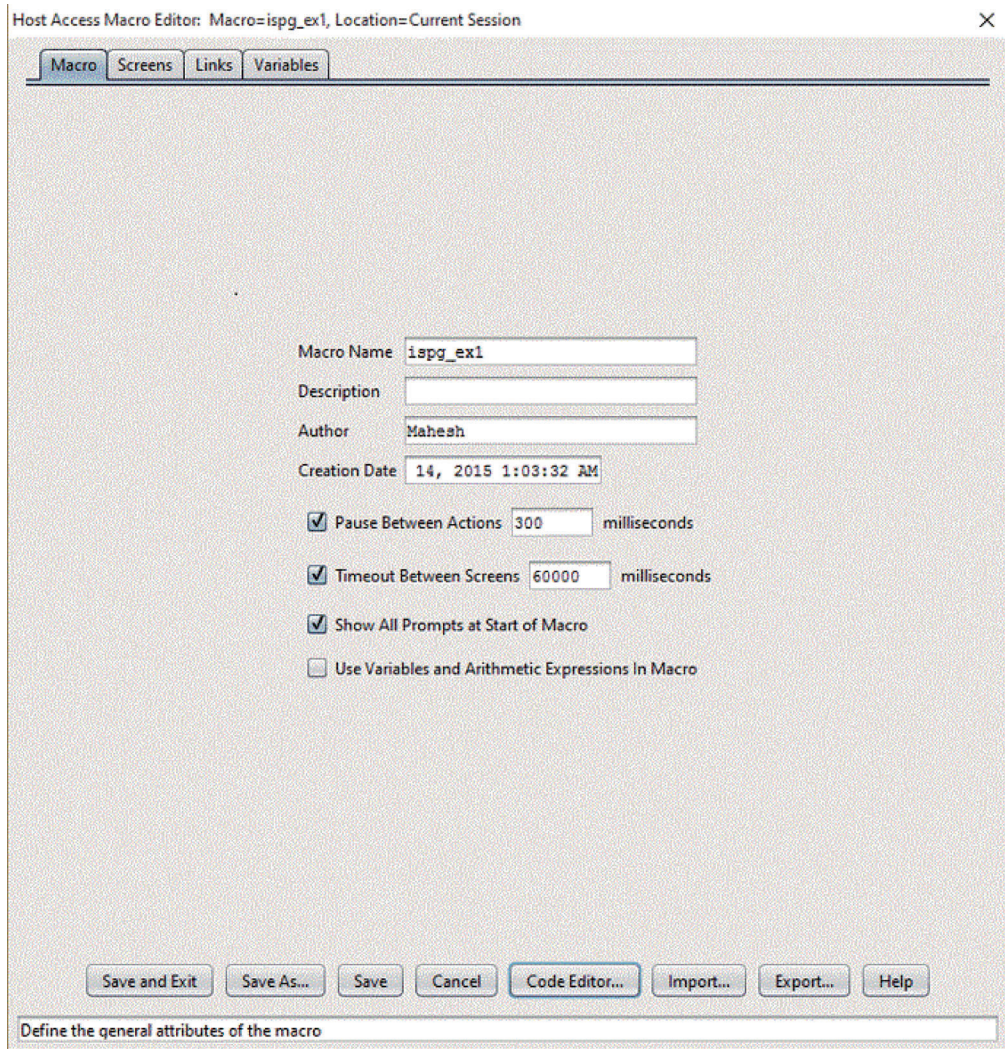 Host Access Macro Editor: Macro=ispg_ex1, Location=Current Session
Macro Screens Links Variables
Macro Name ispg_ex1
Description
Author Mahesh
Creation Date 14, 2015 1:03:32 AM
Pause Between Actions 300 milliseconds
Timeout Between Screens 60000 milliseconds
Show All Prompts at Start of Macro
Use Variables and Arithmetic Expressions In Macro
Save and Exit Save As... Save Cancel Code Editor... Import... Export... Help
Define the general attributes of the macro